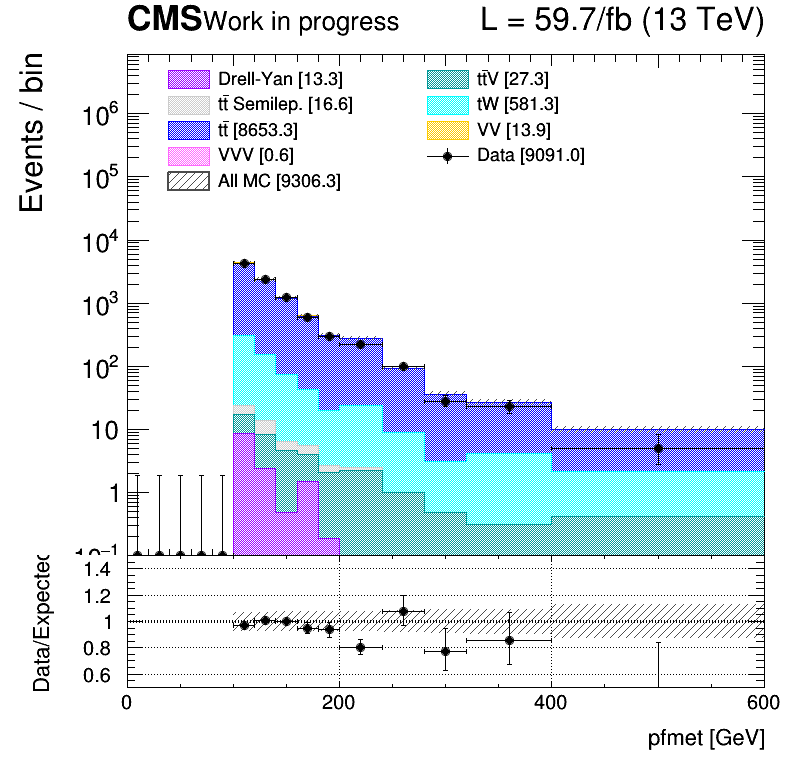 CMS Work in progress L = 59.7/fb (13 TeV)
Events / bin
Drell-Yan [13.3]
tt̄ Semilep. [16.6]
tt̄ [8653.3]
VVV [0.6]
All MC [9306.3]
tt̄V [27.3]
tW [581.3]
VV [13.9]
Data [9091.0]
10⁶
10⁵
10⁴
10³
10²
10
1
10⁻¹
Data/Expected
1.4
1.2
1
0.8
0.6
0 200 400 600
pfmet [GeV]